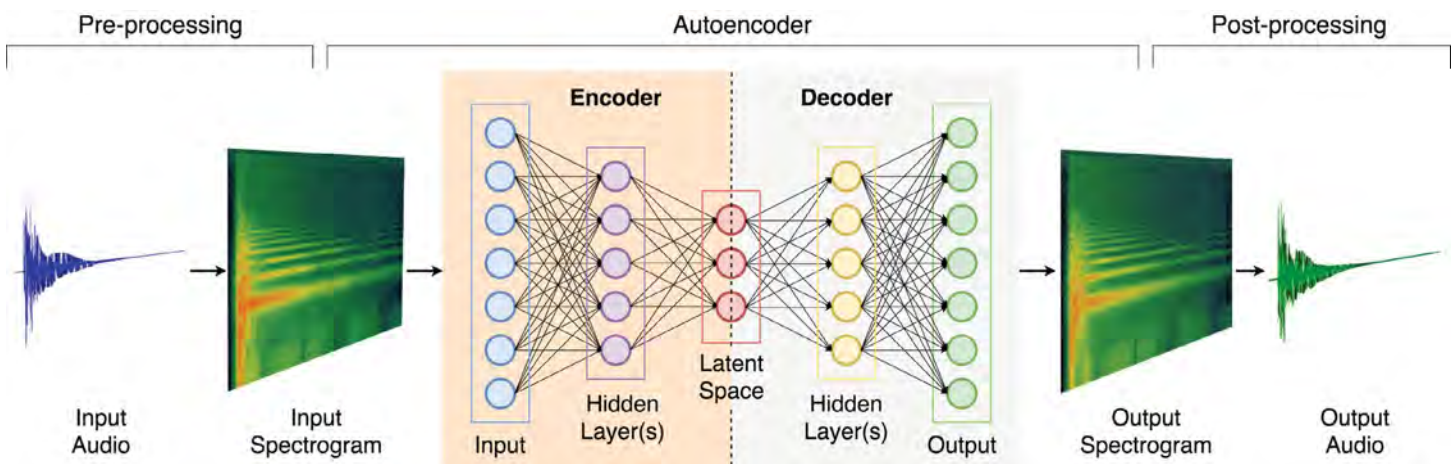 Pre-processing
Autoencoder
Post-processing
Encoder
Decoder
Input
Audio
Input
Spectrogram
Input
Hidden
Layer(s)
Latent
Space
Hidden
Layer(s)
Output
Output
Spectrogram
Output
Audio